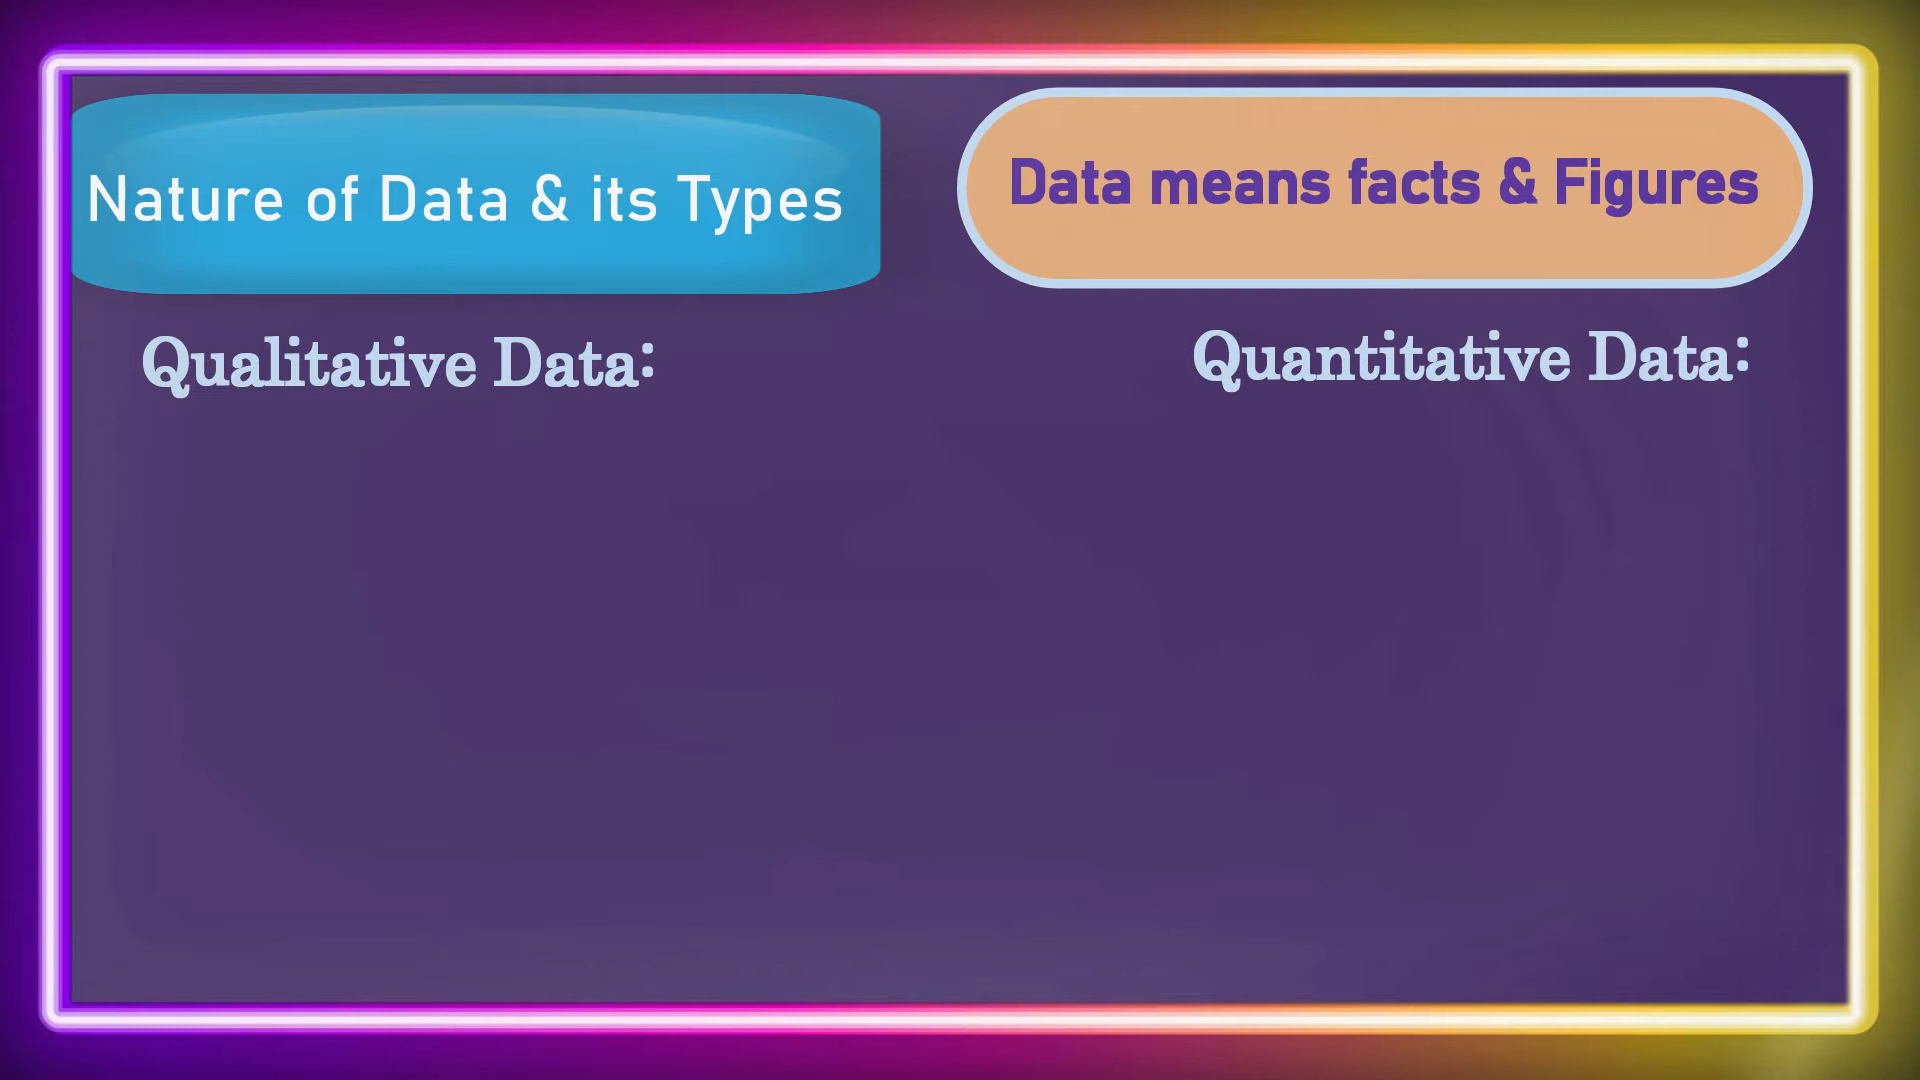 Nature of Data & its Types
Data means facts & Figures
Qualitative Data:
Quantitative Data: